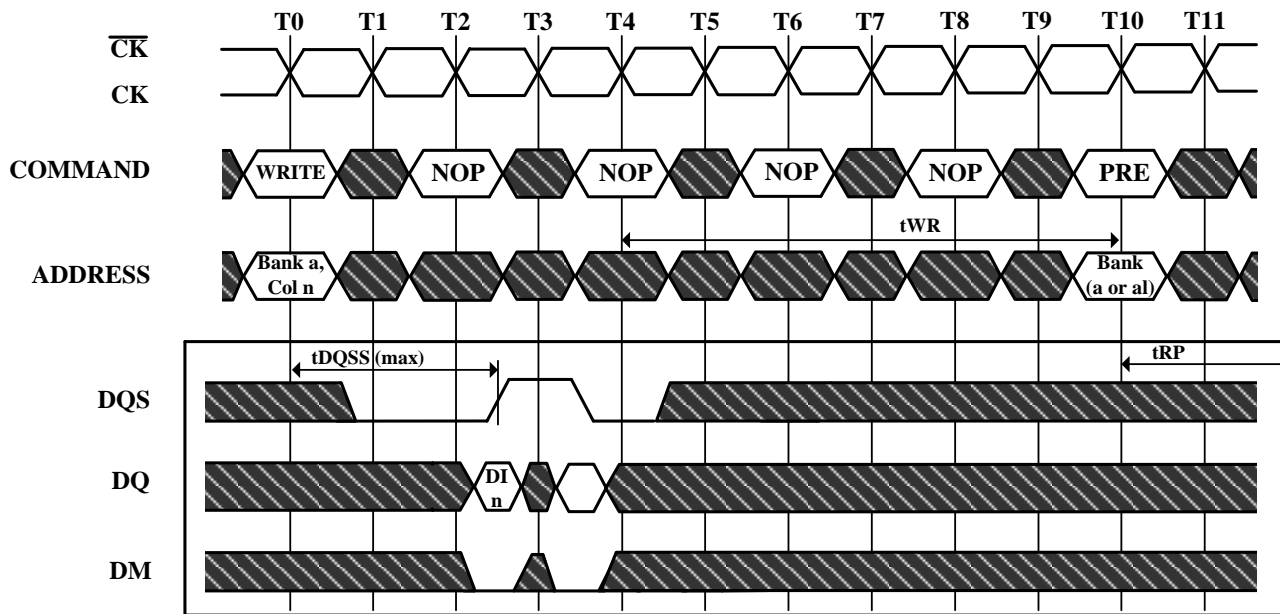 T0 T1 T2 T3 T4 T5 T6 T7 T8 T9 T10 T11
CK
CK
COMMAND WRITE NOP NOP NOP NOP PRE
tWR
ADDRESS Bank a, Bank
Col n (a or al)
tDQSS (max) tRP
DQS
DQ DI
n
DM